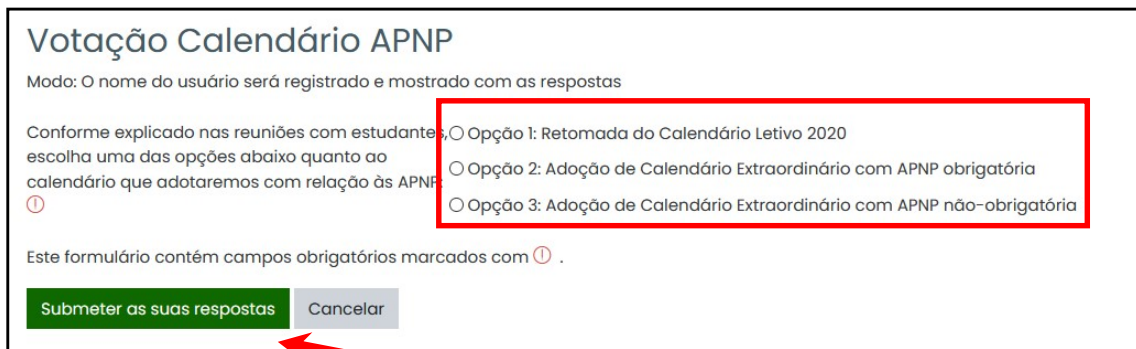 Votação Calendário APNP
Modo: O nome do usuário será registrado e mostrado com as respostas
Conforme explicado nas reuniões com estudantes,
escolha uma das opções abaixo quanto ao
calendário que adotaremos com relação às APNP:
Opção 1: Retomada do Calendário Letivo 2020
Opção 2: Adoção de Calendário Extraordinário com APNP obrigatória
Opção 3: Adoção de Calendário Extraordinário com APNP não-obrigatória
Este formulário contém campos obrigatórios marcados com .
Submeter as suas respostas Cancelar